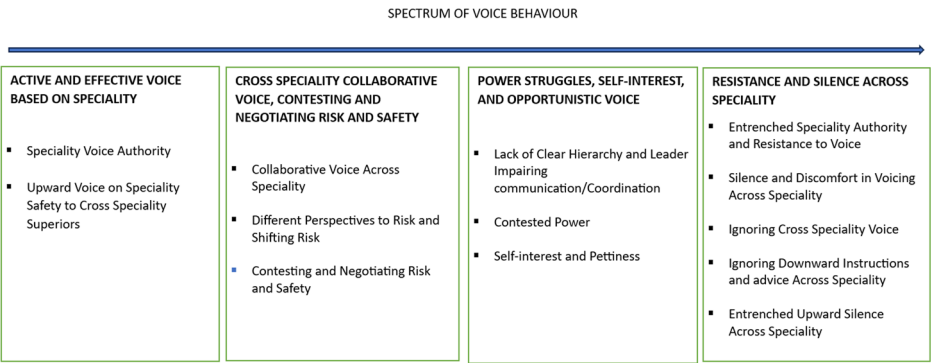 SPECTRUM OF VOICE BEHAVIOUR
ACTIVE AND EFFECTIVE VOICE
BASED ON SPECIALITY
▪ Speciality Voice Authority
▪ Upward Voice on Speciality
Safety to Cross Speciality
Superiors
CROSS SPECIALITY COLLABORATIVE
VOICE, CONTESTING AND
NEGOTIATING RISK AND SAFETY
▪ Collaborative Voice Across
Speciality
▪ Different Perspectives to Risk and
Shifting Risk
▪ Contesting and Negotiating Risk
and Safety
POWER STRUGGLES, SELF-INTEREST,
AND OPPORTUNISTIC VOICE
▪ Lack of Clear Hierarchy and Leader
Impairing
communication/Coordination
▪ Contested Power
▪ Self-interest and Pettiness
RESISTANCE AND SILENCE ACROSS
SPECIALITY
▪ Entrenched Speciality Authority
and Resistance to Voice
▪ Silence and Discomfort in Voicing
Across Speciality
▪ Ignoring Cross Speciality Voice
▪ Ignoring Downward Instructions
and advice Across Speciality
▪ Entrenched Upward Silence
Across Speciality